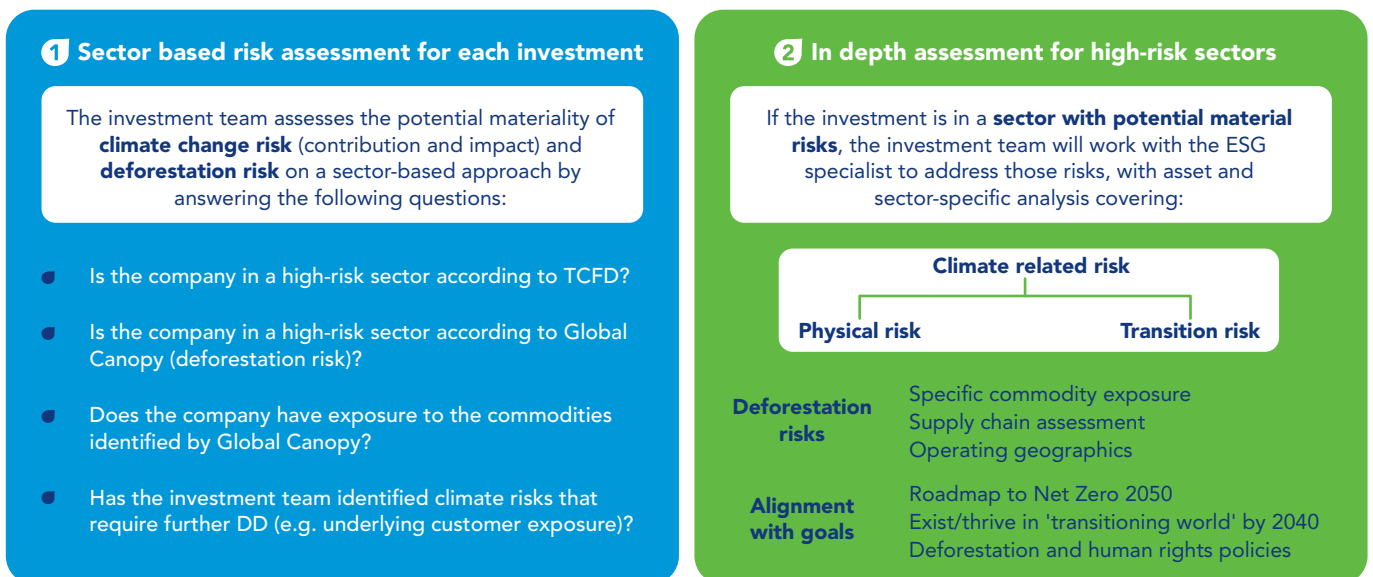 1 Sector based risk assessment for each investment
The investment team assesses the potential materiality of
climate change risk (contribution and impact) and
deforestation risk on a sector-based approach by
answering the following questions:
Is the company in a high-risk sector according to TCFD?
Is the company in a high-risk sector according to Global
Canopy (deforestation risk)?
Does the company have exposure to the commodities
identified by Global Canopy?
Has the investment team identified climate risks that
require further DD (e.g. underlying customer exposure)?
2 In depth assessment for high-risk sectors
If the investment is in a sector with potential material
risks, the investment team will work with the ESG
specialist to address those risks, with asset and
sector-specific analysis covering:
Climate related risk
Physical risk
Transition risk
Deforestation
risks
Specific commodity exposure
Supply chain assessment
Operating geographics
Alignment
with goals
Roadmap to Net Zero 2050
Exist/thrive in 'transitioning world' by 2040
Deforestation and human rights policies